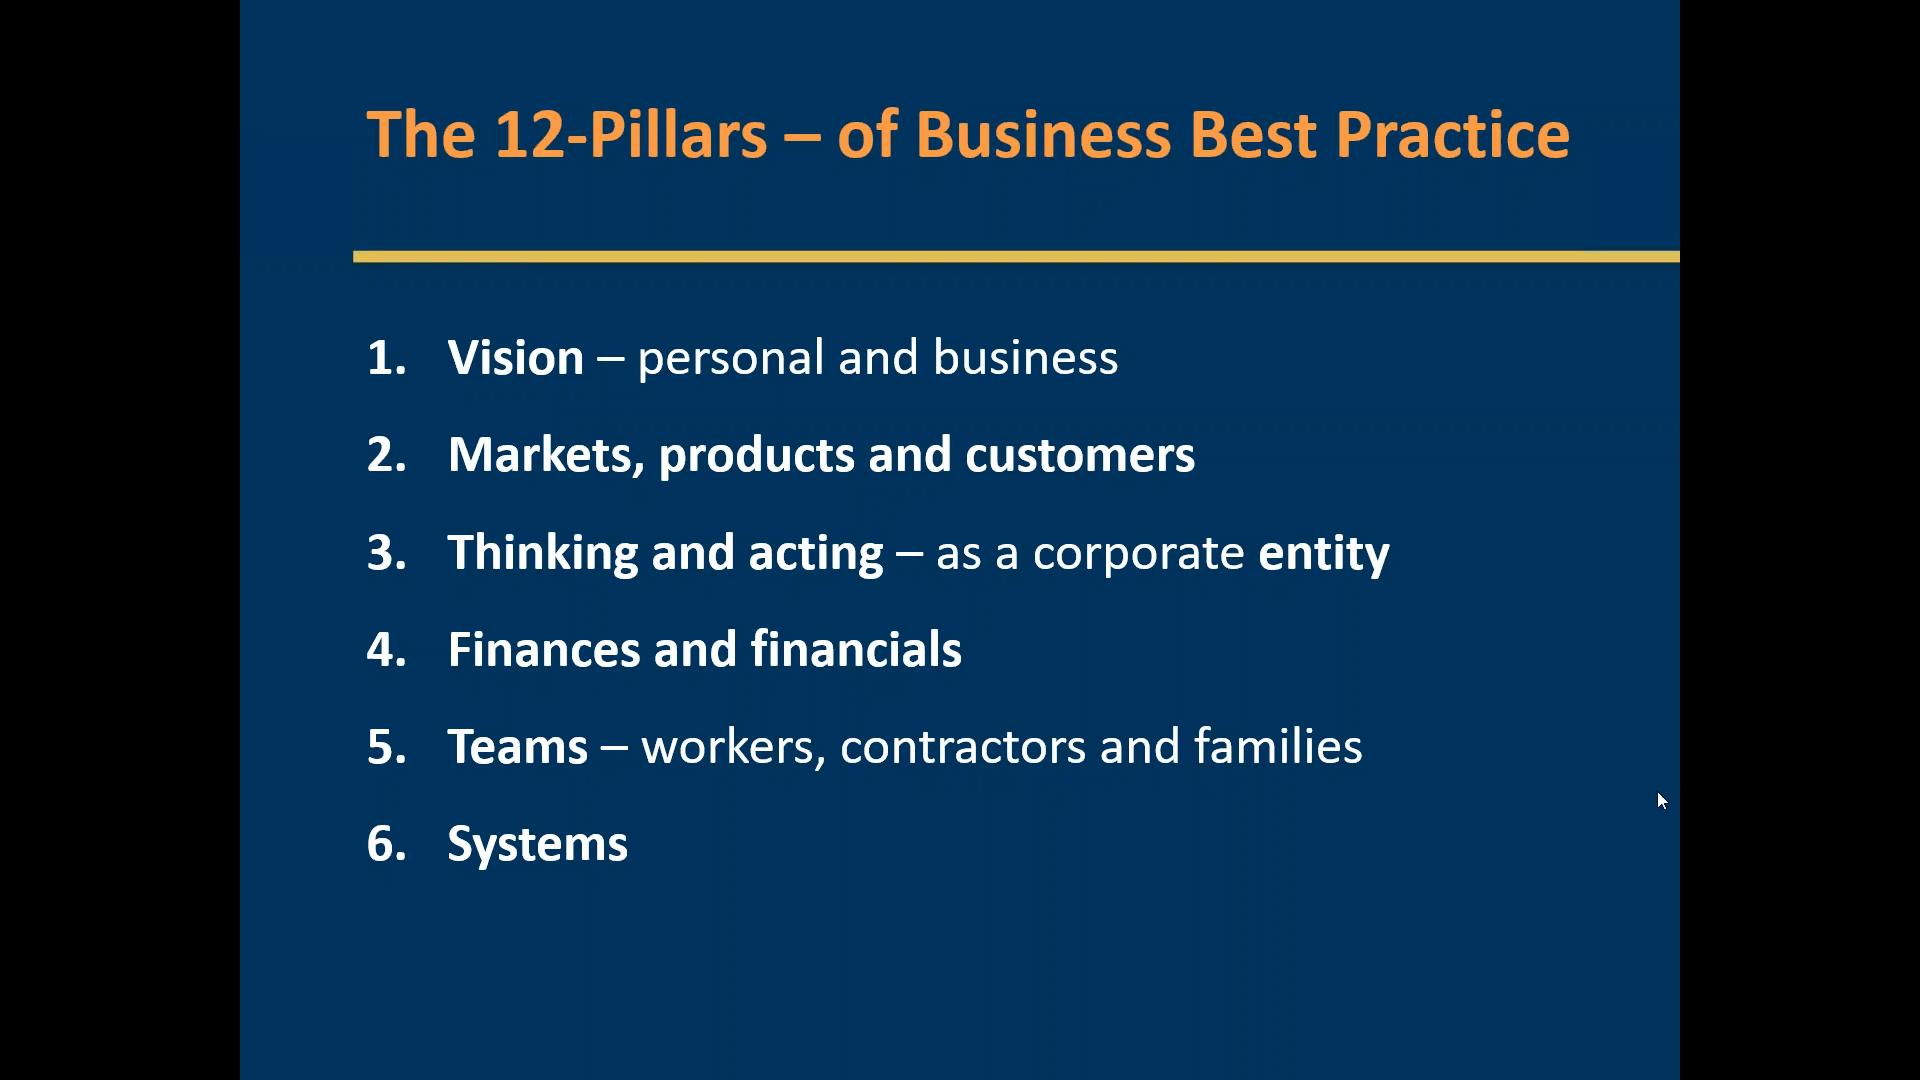 The 12-Pillars – of Business Best Practice
1. Vision – personal and business
2. Markets, products and customers
3. Thinking and acting – as a corporate entity
4. Finances and financials
5. Teams – workers, contractors and families
6. Systems